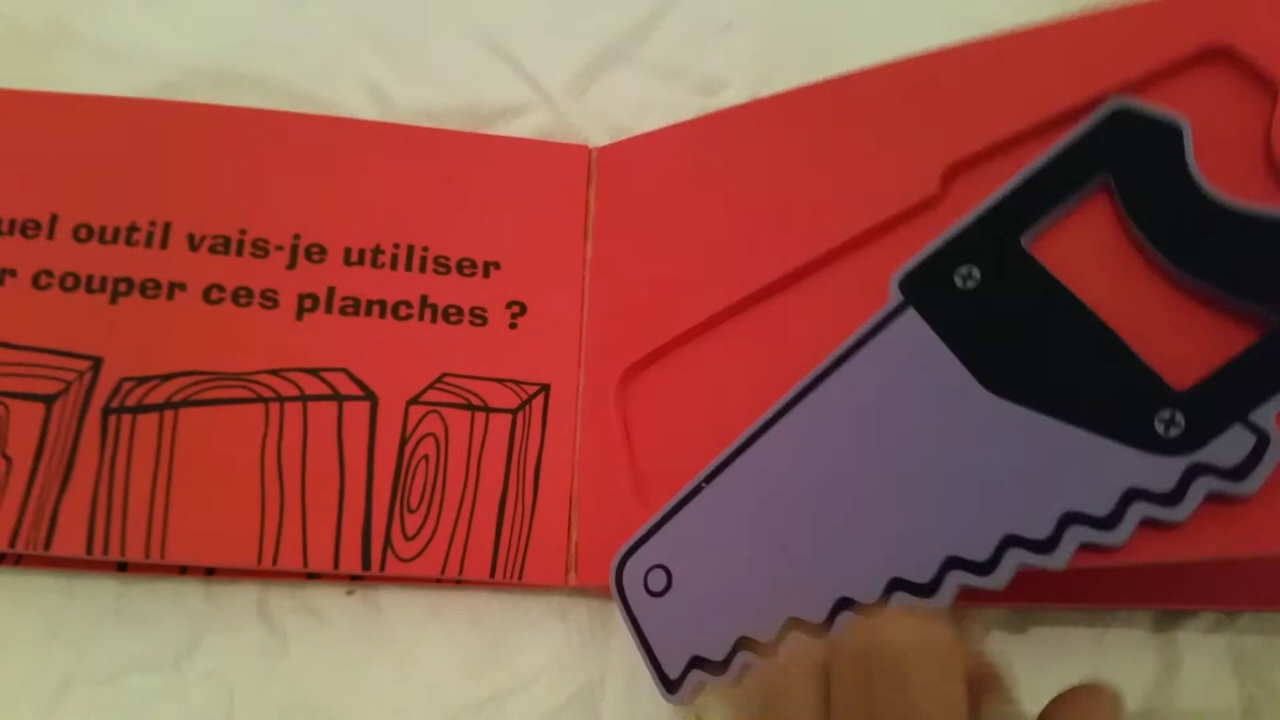 uel outil vais-je utiliser
r couper ces planches ?